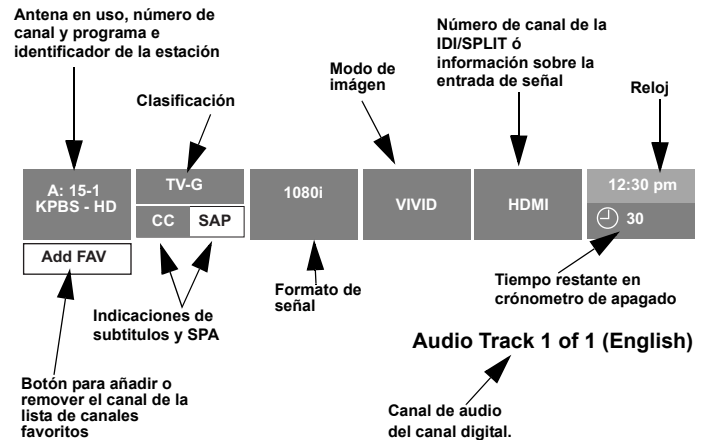 Antena en uso, número de
canal y programa e
identificador de la estación
Clasificación
Modo de
imágen
Número de canal de la
IDI/SPLIT ó
información sobre la
entrada de señal
Reloj
A: 15-1
KPBS - HD
TV-G
CC SAP
1080i
VIVID
HDMI
12:30 pm
30
Add FAV
Indicaciones de
subtitulos y SPA
Formato de
señal
Tiempo restante en
crónometro de apagado
Audio Track 1 of 1 (English)
Botón para añadir o
remover el canal de la
lista de canales
favoritos
Canal de audio
del canal digital.